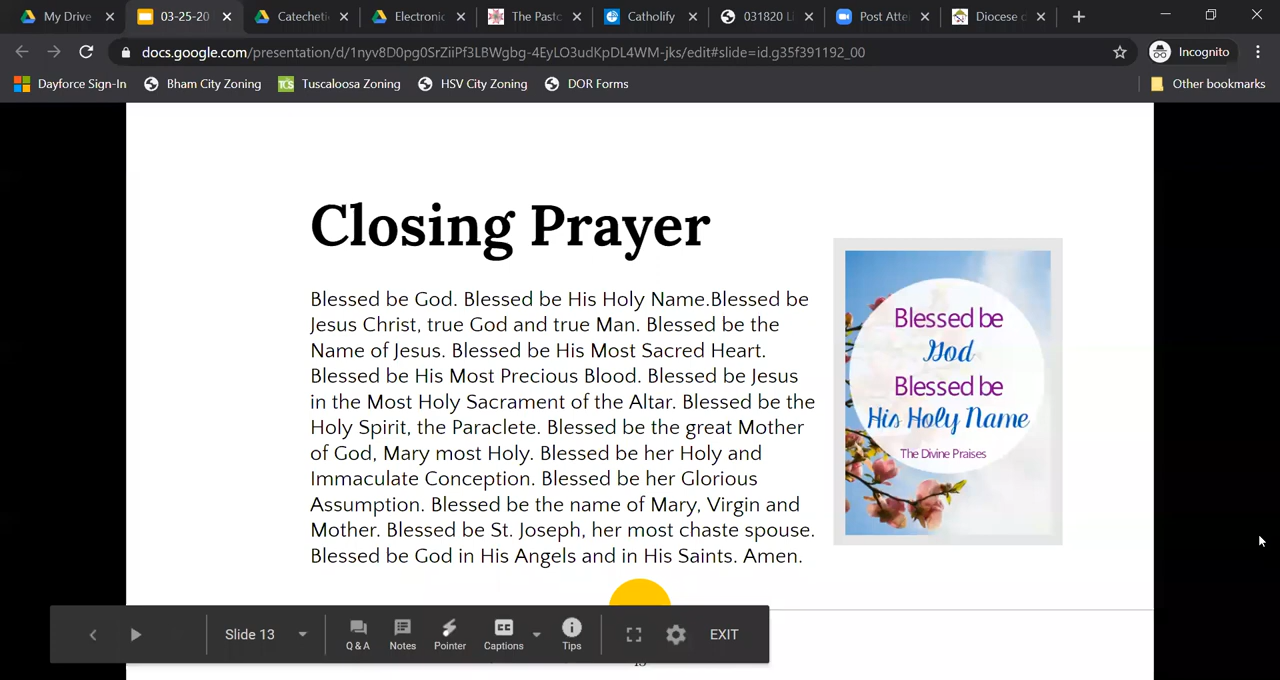 My Drive
03-25-20
Catecheti
Electronic
The Pasto
Catholify
031820 Li
Post Atte
Diocese o
docs.google.com/presentation/d/1nyv8D0pg0SrZiiPf3LBWgbg-4EyLO3udKpDL4WM-jks/edit#slide=id.g35f391192_00
Incognito
Dayforce Sign-In
Bham City Zoning
Tuscaloosa Zoning
HSV City Zoning
DOR Forms
Other bookmarks
Closing Prayer
Blessed be God. Blessed be His Holy Name.Blessed be
Jesus Christ, true God and true Man. Blessed be the
Name of Jesus. Blessed be His Most Sacred Heart.
Blessed be His Most Precious Blood. Blessed be Jesus
in the Most Holy Sacrament of the Altar. Blessed be the
Holy Spirit, the Paraclete. Blessed be the great Mother
of God, Mary most Holy. Blessed be her Holy and
Immaculate Conception. Blessed be her Glorious
Assumption. Blessed be the name of Mary, Virgin and
Mother. Blessed be St. Joseph, her most chaste spouse.
Blessed be God in His Angels and in His Saints. Amen.
Blessed be
God
Blessed be
His Holy Name
The Divine Praises
Slide 13
Q & A
Notes
Pointer
CC
Captions
Tips
EXIT